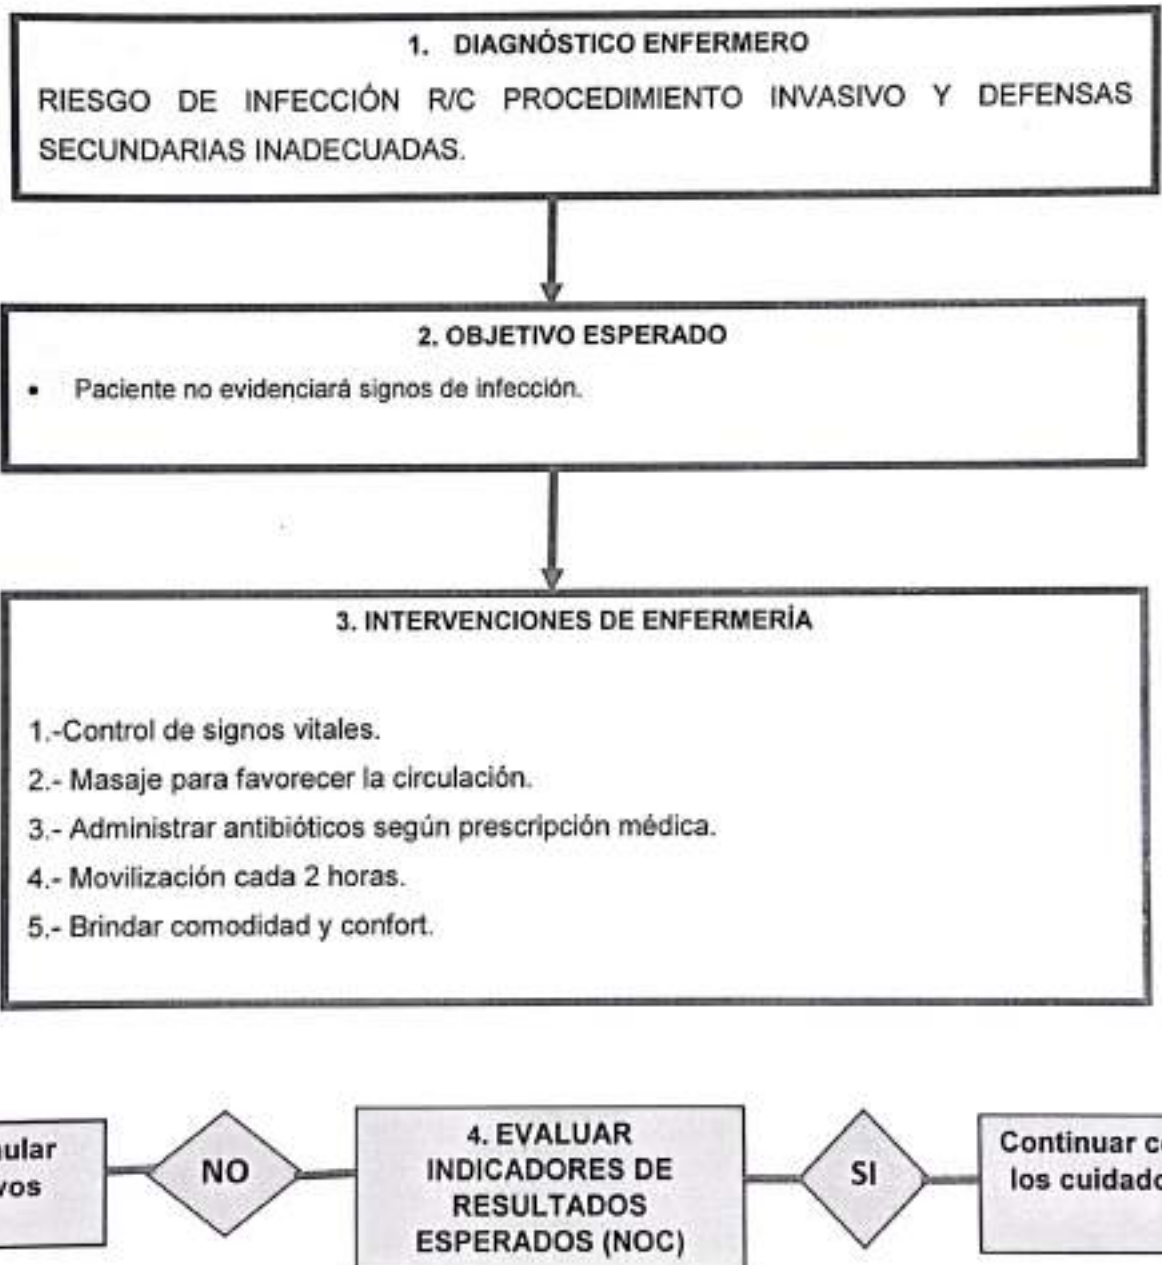 1. DIAGNÓSTICO ENFERMERO
RIESGO DE INFECCIÓN R/C PROCEDIMIENTO INVASIVO Y DEFENSAS
SECUNDARIAS INADECUADAS.
2. OBJETIVO ESPERADO
• Paciente no evidenciará signos de infección.
3. INTERVENCIONES DE ENFERMERÍA
1.-Control de signos vitales.
2.- Masaje para favorecer la circulación.
3.- Administrar antibióticos según prescripción médica.
4.- Movilización cada 2 horas.
5.- Brindar comodidad y confort.
NO
4. EVALUAR
INDICADORES DE
RESULTADOS
ESPERADOS (NOC)
SI
Continuar
los